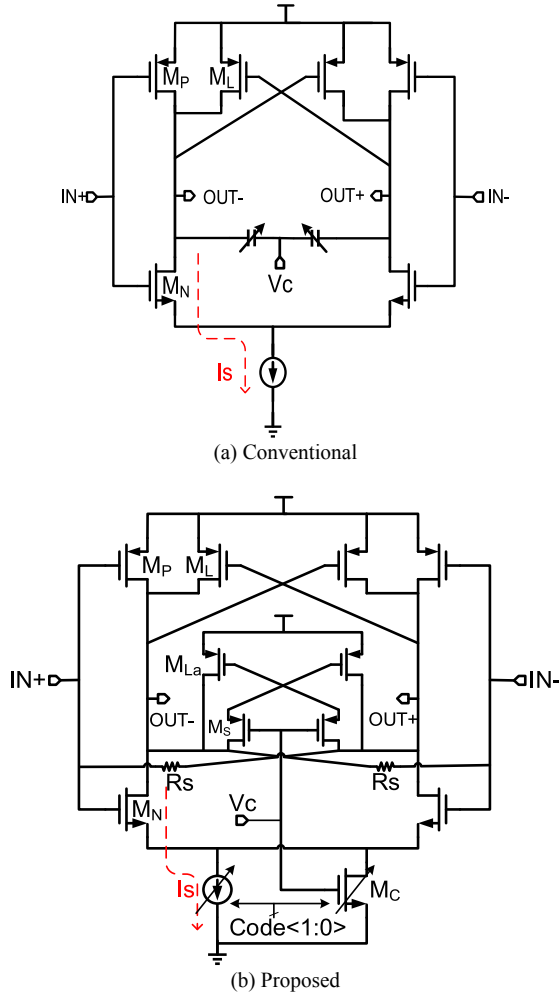 M_P
M_L
IN+
OUT-
OUT+
IN-
M_N
Vc
Is
(a) Conventional
M_P
M_L
M_La
IN+
IN-
OUT-
M_S
OUT+
Rs
Rs
M_N
Vc
Is
M_C
Code<1:0>
(b) Proposed